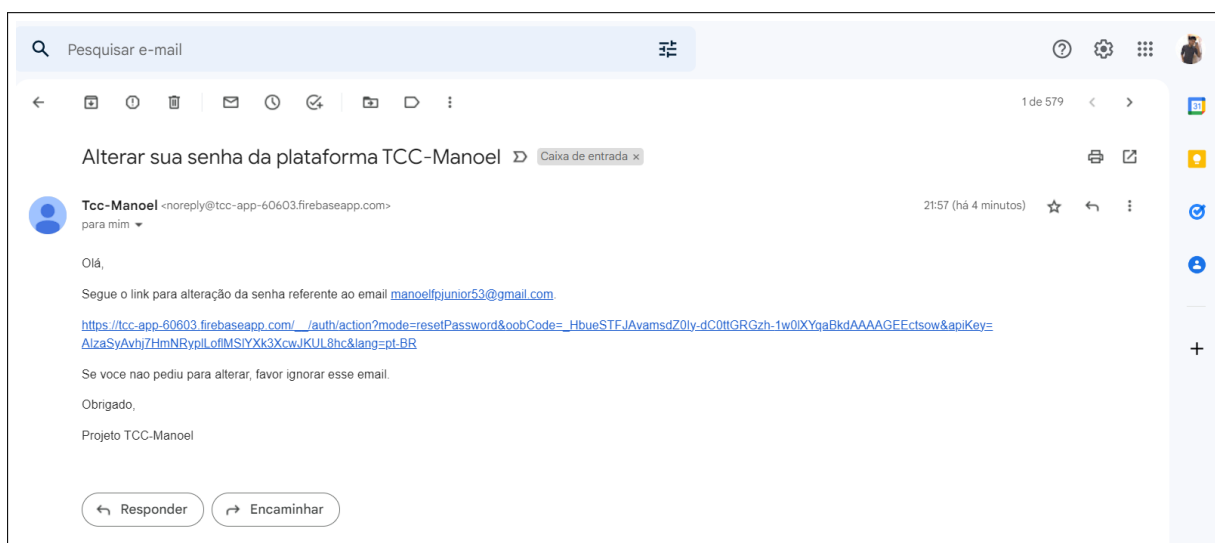 Pesquisar e-mail
1 de 579
31
Alterar sua senha da plataforma TCC-Manoel Caixa de entrada ×
Tcc-Manoel <noreply@tcc-app-60603.firebaseapp.com> 21:57 (há 4 minutos)
para mim
Olá,
Segue o link para alteração da senha referente ao email manoelfpjunior53@gmail.com.
https://tcc-app-60603.firebaseapp.com/__/auth/action?mode=resetPassword&oobCode=_HbueSTFJAvamsdZ0Iy-dC0ttGRGzh-1w0lXYqaBkdAAAAGEEctsow&apiKey=
AIzaSyAvhj7HmNRyplLoflMSlYXk3XcwJKUL8hc&lang=pt-BR
Se voce nao pediu para alterar, favor ignorar esse email.
Obrigado,
Projeto TCC-Manoel
Responder Encaminhar